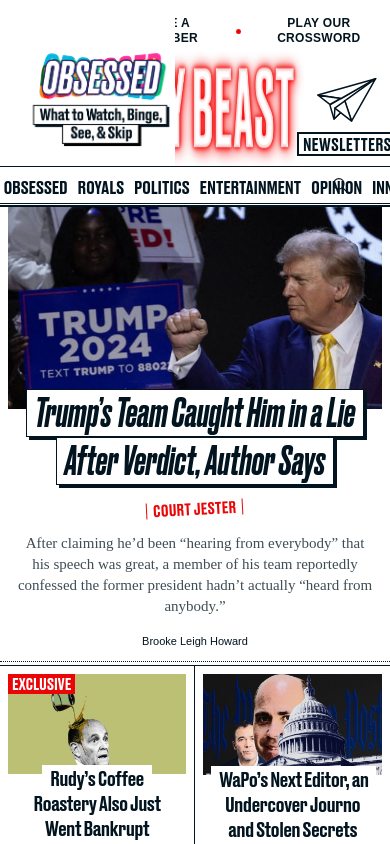 E A
BER
PLAY OUR
CROSSWORD
OBSESSED
What to Watch, Binge,
See, & Skip
Y BEAST
NEWSLETTERS
OBSESSED ROYALS POLITICS ENTERTAINMENT OPINION INN
'RE
ED!
ON
TRUMP
2024
TEXT TRUMP TO 8802
Trump's Team Caught Him in a Lie
After Verdict, Author Says
COURT JESTER
After claiming he'd been “hearing from everybody” that
his speech was great, a member of his team reportedly
confessed the former president hadn't actually “heard from
anybody.”
Brooke Leigh Howard
EXCLUSIVE
Rudy's Coffee
Roastery Also Just
Went Bankrupt
WaPo's Next Editor, an
Undercover Journo
and Stolen Secrets